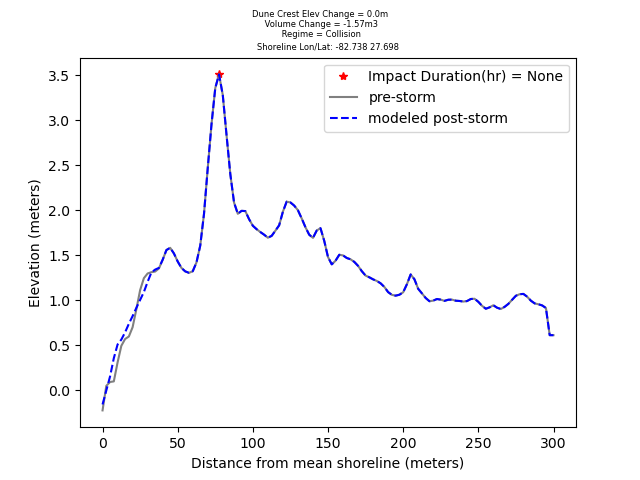 Dune Crest Elev Change = 0.0m
Volume Change = -1.57m3
Regime = Collision
Shoreline Lon/Lat: -82.738 27.698
Impact Duration(hr) = None
pre-storm
modeled post-storm
Elevation (meters)
3.5
3.0
2.5
2.0
1.5
1.0
0.5
0.0
0 50 100 150 200 250 300
Distance from mean shoreline (meters)